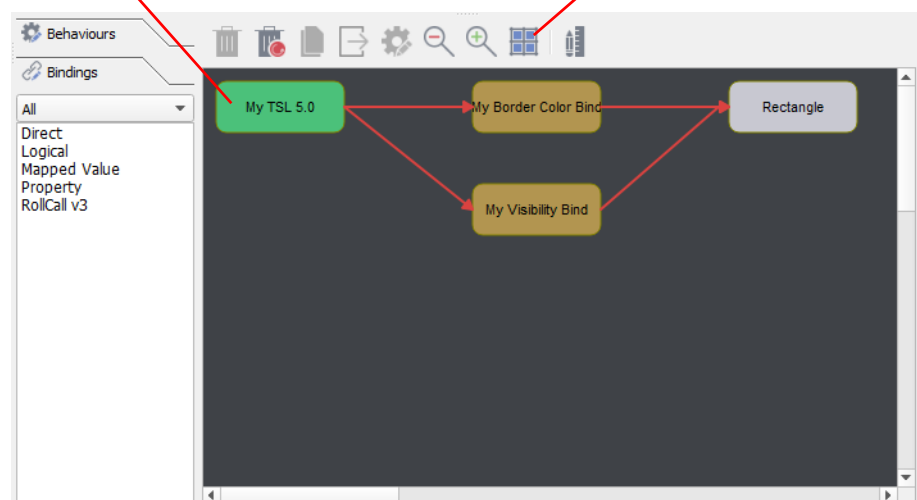 Behaviours
Bindings
All
Direct
Logical
Mapped Value
Property
RollCall v3
My TSL 5.0
My Border Color Bind
Rectangle
My Visibility Bind